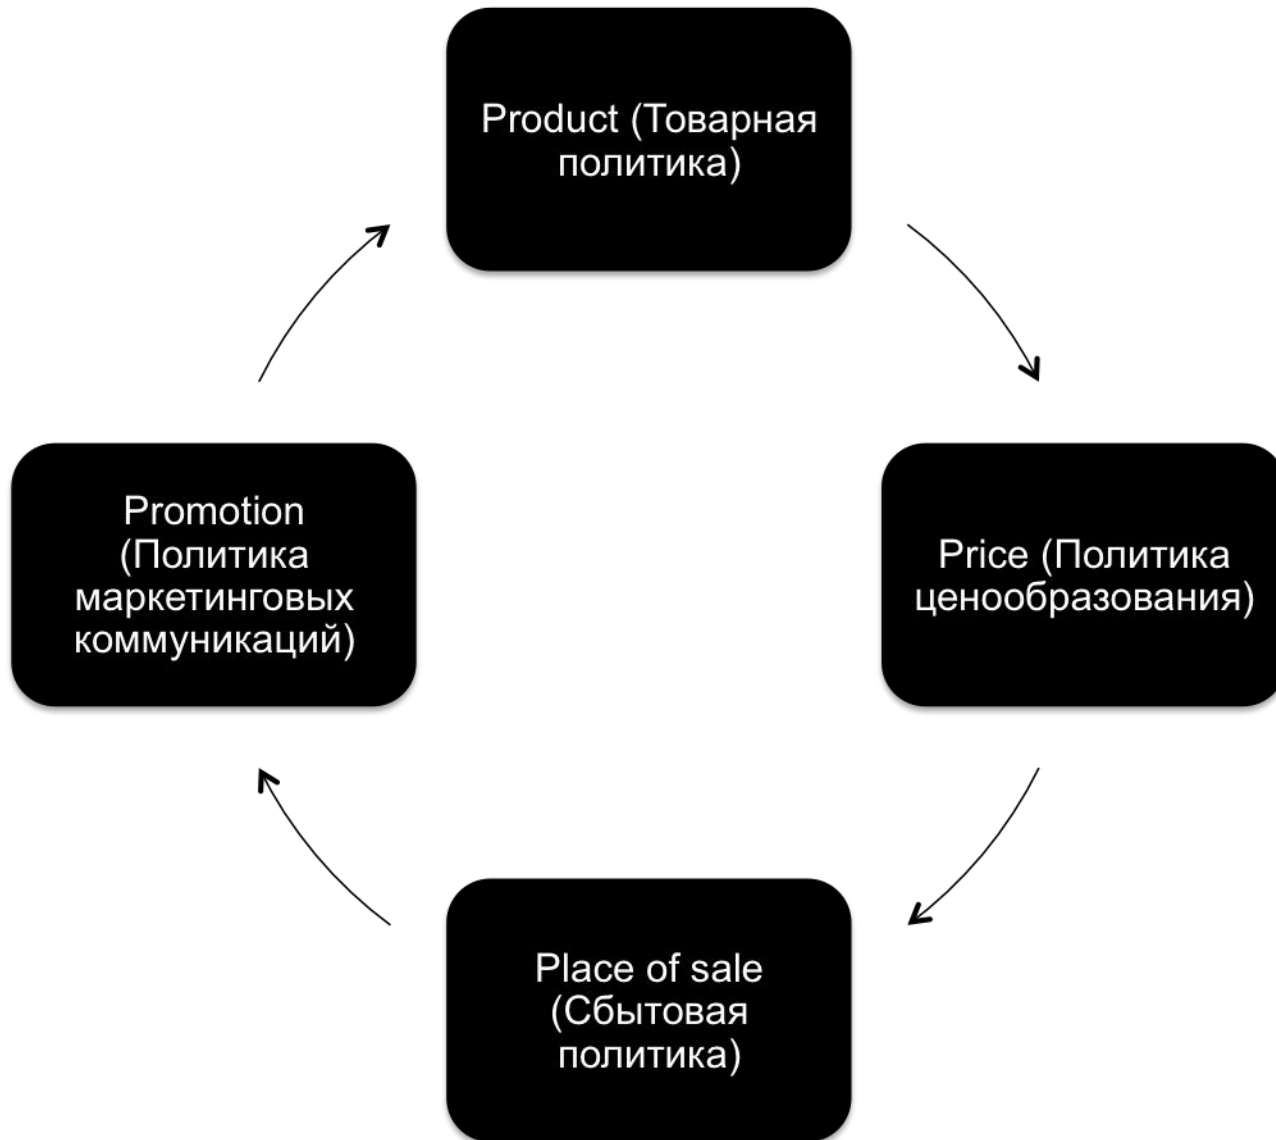 Product (Товарная
политика)
Promotion
(Политика
маркетинговых
коммуникаций)
Price (Политика
ценообразования)
Place of sale
(Сбытовая
политика)